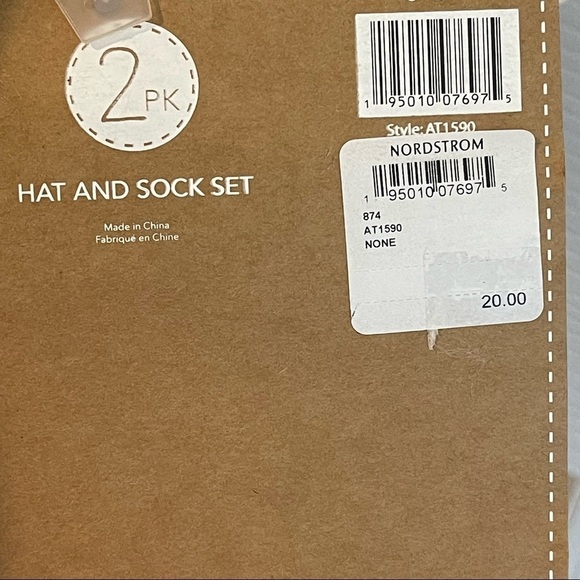 2 PK
HAT AND SOCK SET
Made in China
Fabriqué en Chine
1 95010 07697 5
Style: AT1590
NORDSTROM
1 95010 07697 5
874
AT1590
NONE
20.00